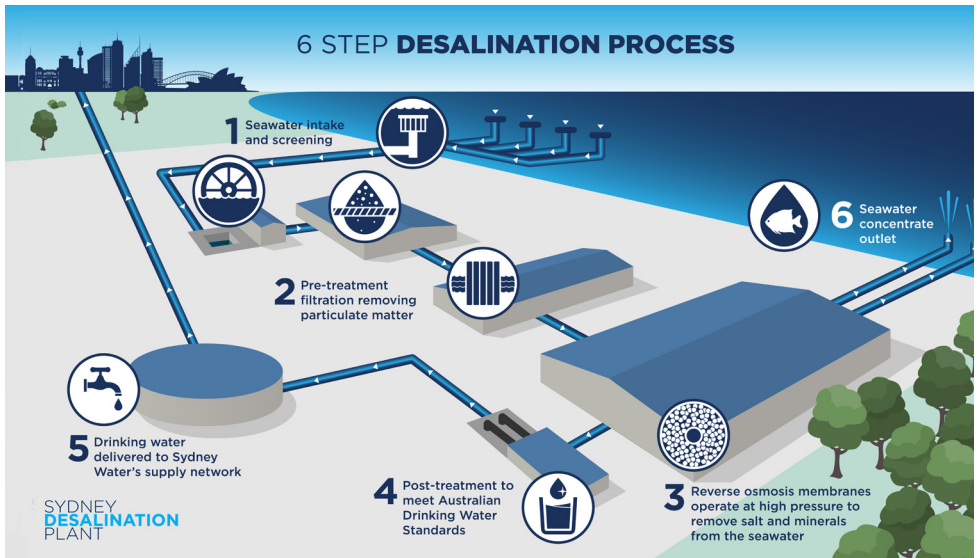 6 STEP DESALINATION PROCESS
1 Seawater intake
and screening
2 Pre-treatment
filtration removing
particulate matter
3 Reverse osmosis membranes
operate at high pressure to
remove salt and minerals
from the seawater
4 Post-treatment to
meet Australian
Drinking Water
Standards
5 Drinking water
delivered to Sydney
Water's supply network
6 Seawater
concentrate
outlet
SYDNEY
DESALINATION
PLANT